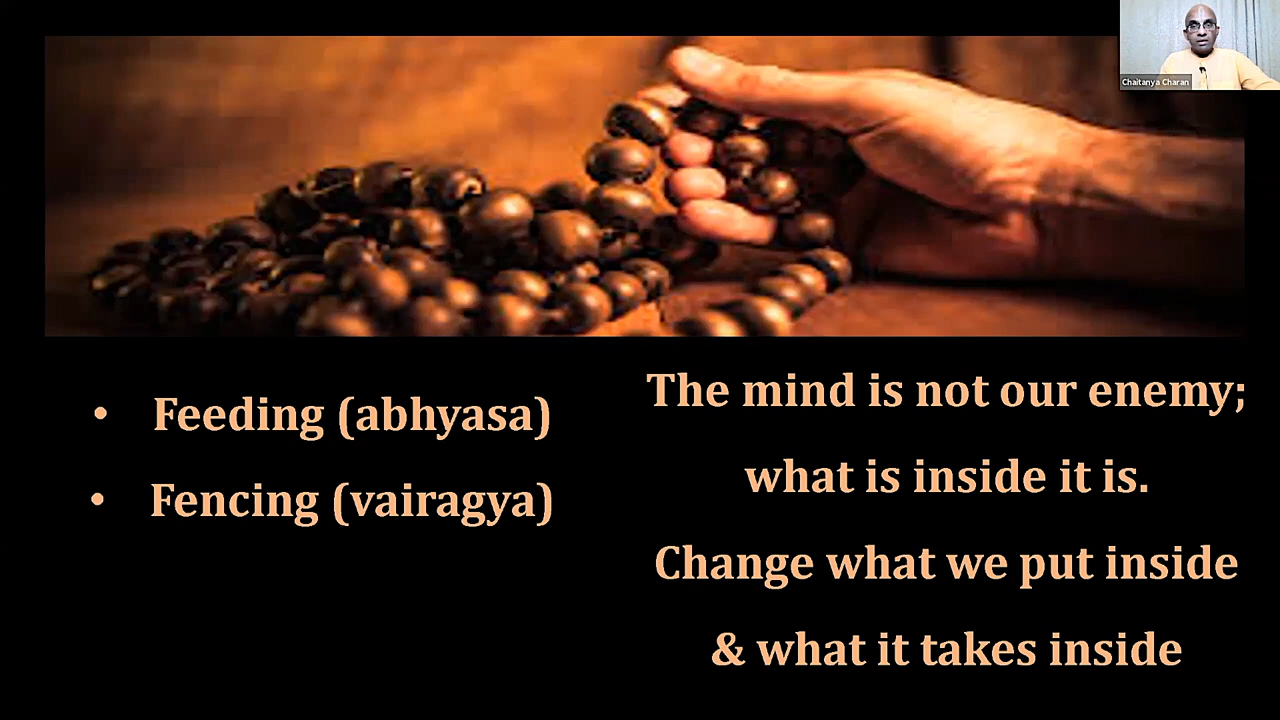 Chaitanya Charan
• Feeding (abhyasa)
• Fencing (vairagya)
The mind is not our enemy;
what is inside it is.
Change what we put inside
& what it takes inside